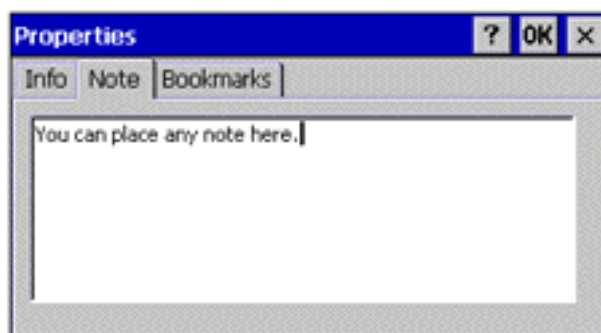 Properties ? OK ×
Info Note Bookmarks
You can place any note here.